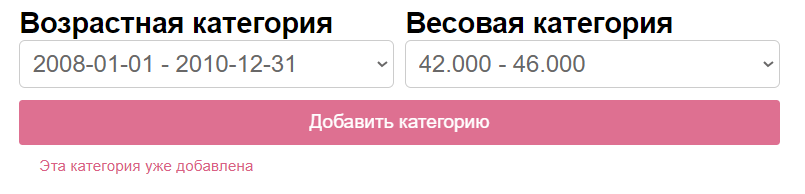 Возрастная категория Весовая категория
2008-01-01 - 2010-12-31 42.000 - 46.000
Добавить категорию
Эта категория уже добавлена